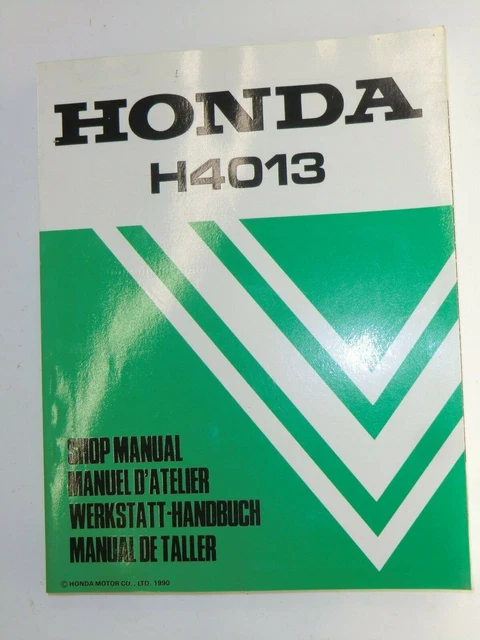 HONDA
H4013
SHOP MANUAL
MANUEL D'ATELIER
WERKSTATT-HANDBUCH
MANUAL DE TALLER
© HONDA MOTOR CO., LTD. 1990